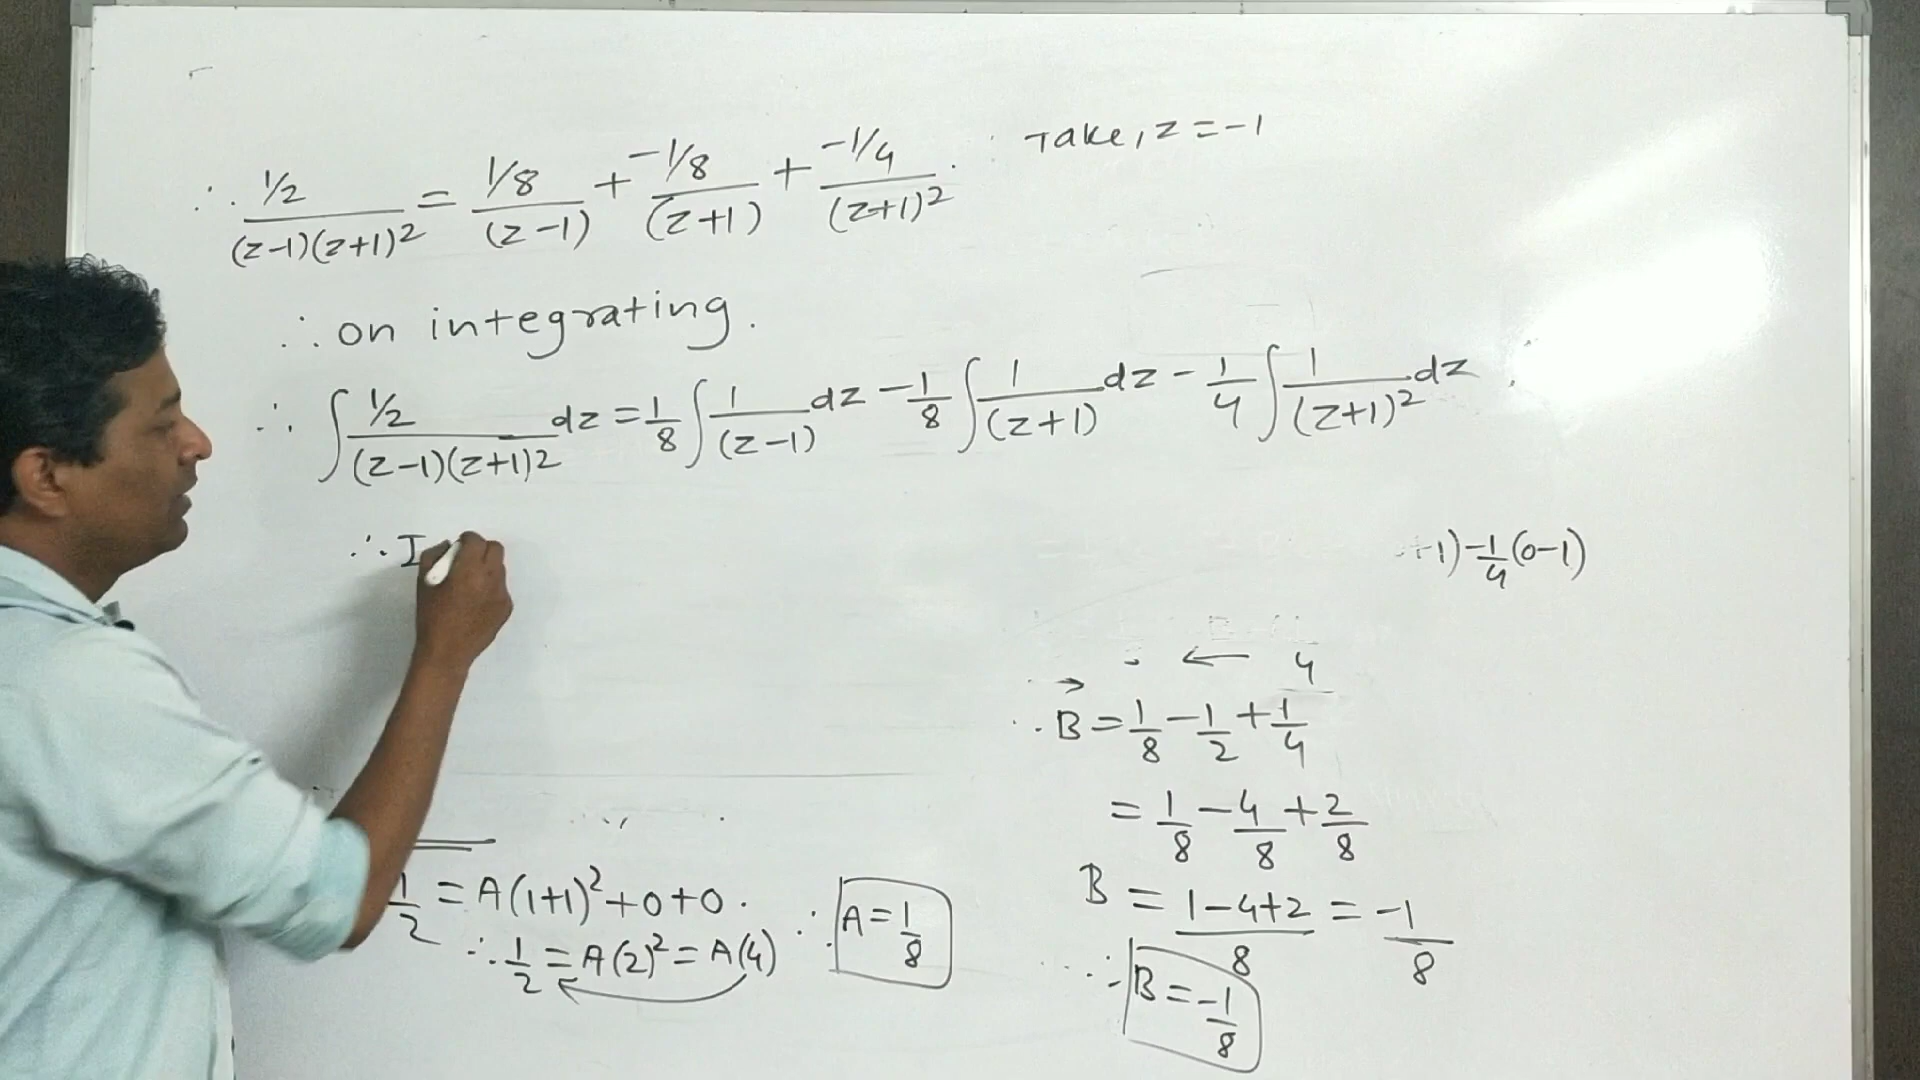 ∴ 1/2 / (z-1)(z+1)² = 1/8 / (z-1) + -1/8 / (z+1) + -1/4 / (z+1)². Take, z = -1
∴ on integrating.
∴ ∫ 1/2 / (z-1)(z+1)² dz = 1/8 ∫ 1/(z-1) dz - 1/8 ∫ 1/(z+1) dz - 1/4 ∫ 1/(z+1)² dz
∴ I
+1) - 1/4 (0-1)
← 4
→
∴ B = 1/8 - 1/2 + 1/4
= 1/8 - 4/8 + 2/8
1/2 = A(1+1)² + 0 + 0.
∴ 1/2 = A(2)² = A(4) ∴ A = 1/8
B = 1-4+2 / 8 = -1/8
∴ B = -1/8